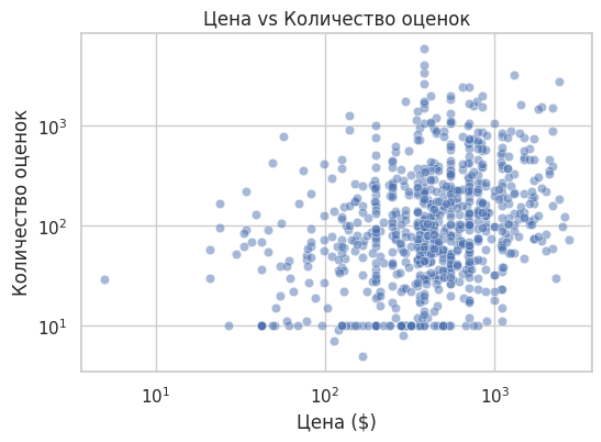 Цена vs Количество оценок
Количество оценок
10³
10²
10¹
10¹
10²
10³
Цена ($)